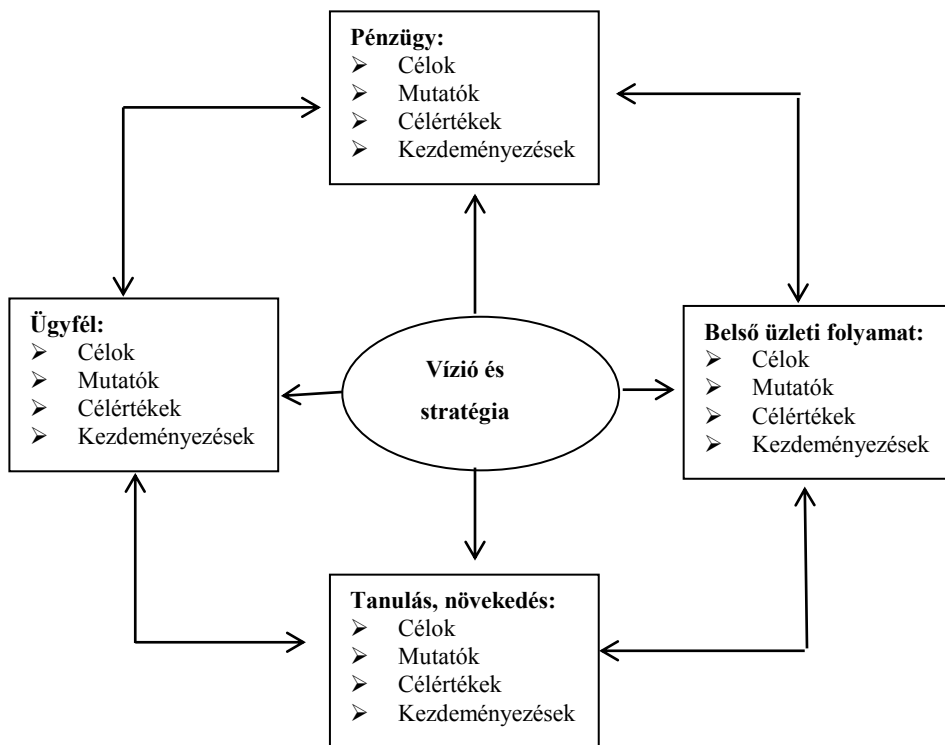 Pénzügy:
➢ Célok
➢ Mutatók
➢ Célértékek
➢ Kezdeményezések
Ügyfél:
➢ Célok
➢ Mutatók
➢ Célértékek
➢ Kezdeményezések
Vízió és
stratégia
Belső üzleti folyamat:
➢ Célok
➢ Mutatók
➢ Célértékek
➢ Kezdeményezések
Tanulás, növekedés:
➢ Célok
➢ Mutatók
➢ Célértékek
➢ Kezdeményezések